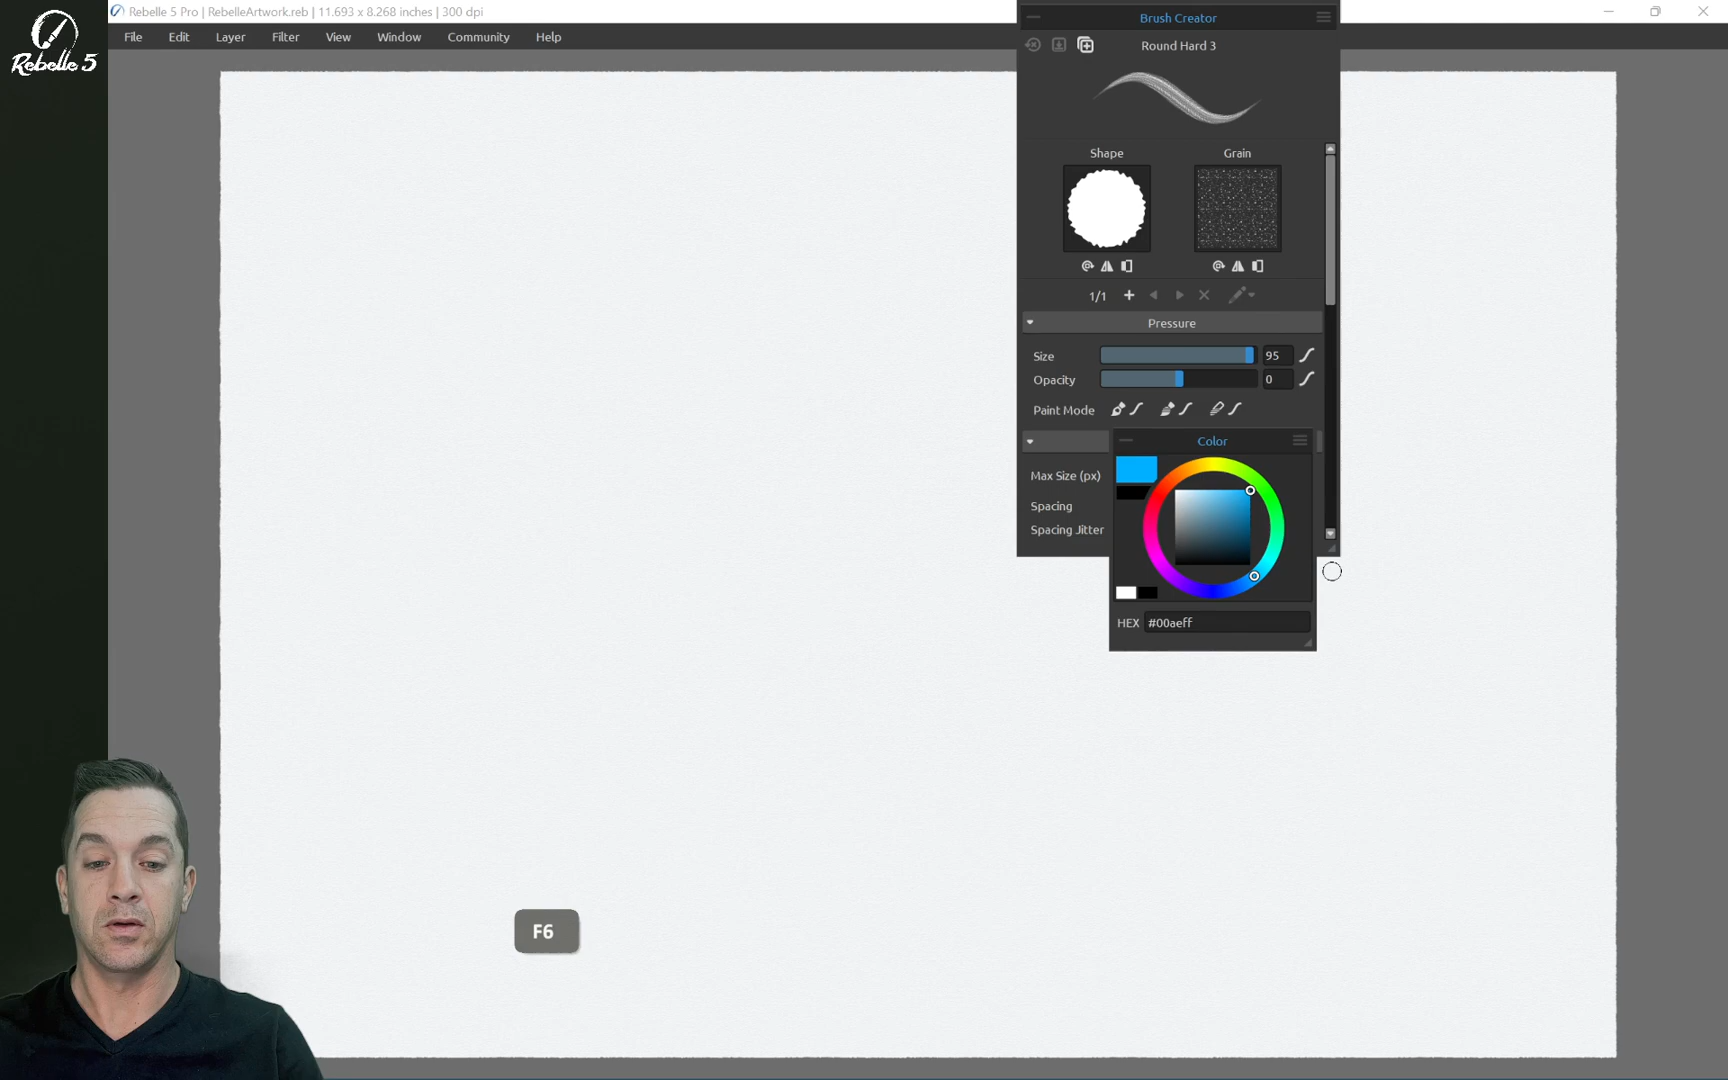 Rebelle 5 Pro | RebelleArtwork.reb | 11.693 x 8.268 inches | 300 dpi
Rebelle 5
File Edit Layer Filter View Window Community Help
Brush Creator
Round Hard 3
Shape Grain
1/1
Pressure
Size 95
Opacity 0
Paint Mode
Color
Max Size (px)
Spacing
Spacing Jitter
HEX #00aeff
F6